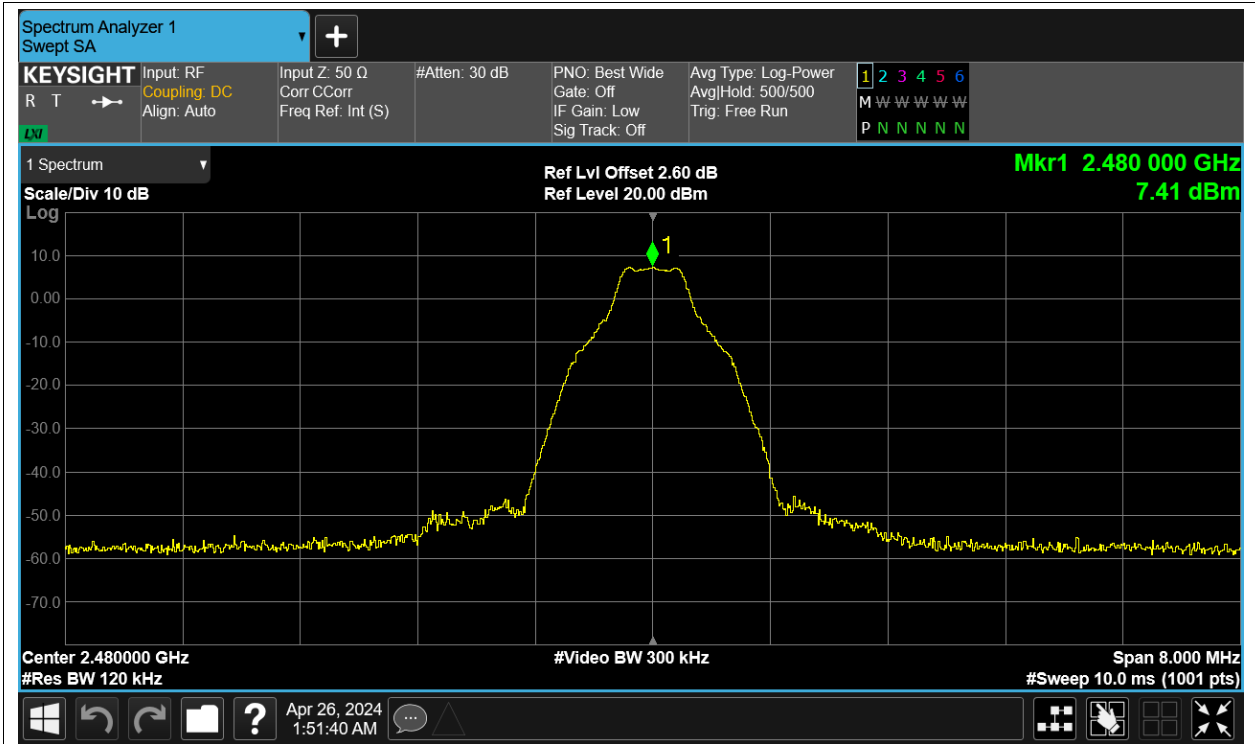 Spectrum Analyzer 1
Swept SA
KEYSIGHT
R T
LXI
Input: RF
Coupling: DC
Align: Auto
Input Z: 50 Ω
Corr CCorr
Freq Ref: Int (S)
#Atten: 30 dB
PNO: Best Wide
Gate: Off
IF Gain: Low
Sig Track: Off
Avg Type: Log-Power
Avg|Hold: 500/500
Trig: Free Run
1 2 3 4 5 6
M W W W W W
P N N N N N
1 Spectrum
Scale/Div 10 dB
Log
Ref Lvl Offset 2.60 dB
Ref Level 20.00 dBm
Mkr1 2.480 000 GHz
7.41 dBm
1
10.0
0.00
-10.0
-20.0
-30.0
-40.0
-50.0
-60.0
-70.0
Center 2.480000 GHz
#Res BW 120 kHz
#Video BW 300 kHz
Span 8.000 MHz
#Sweep 10.0 ms (1001 pts)
?
Apr 26, 2024
1:51:40 AM